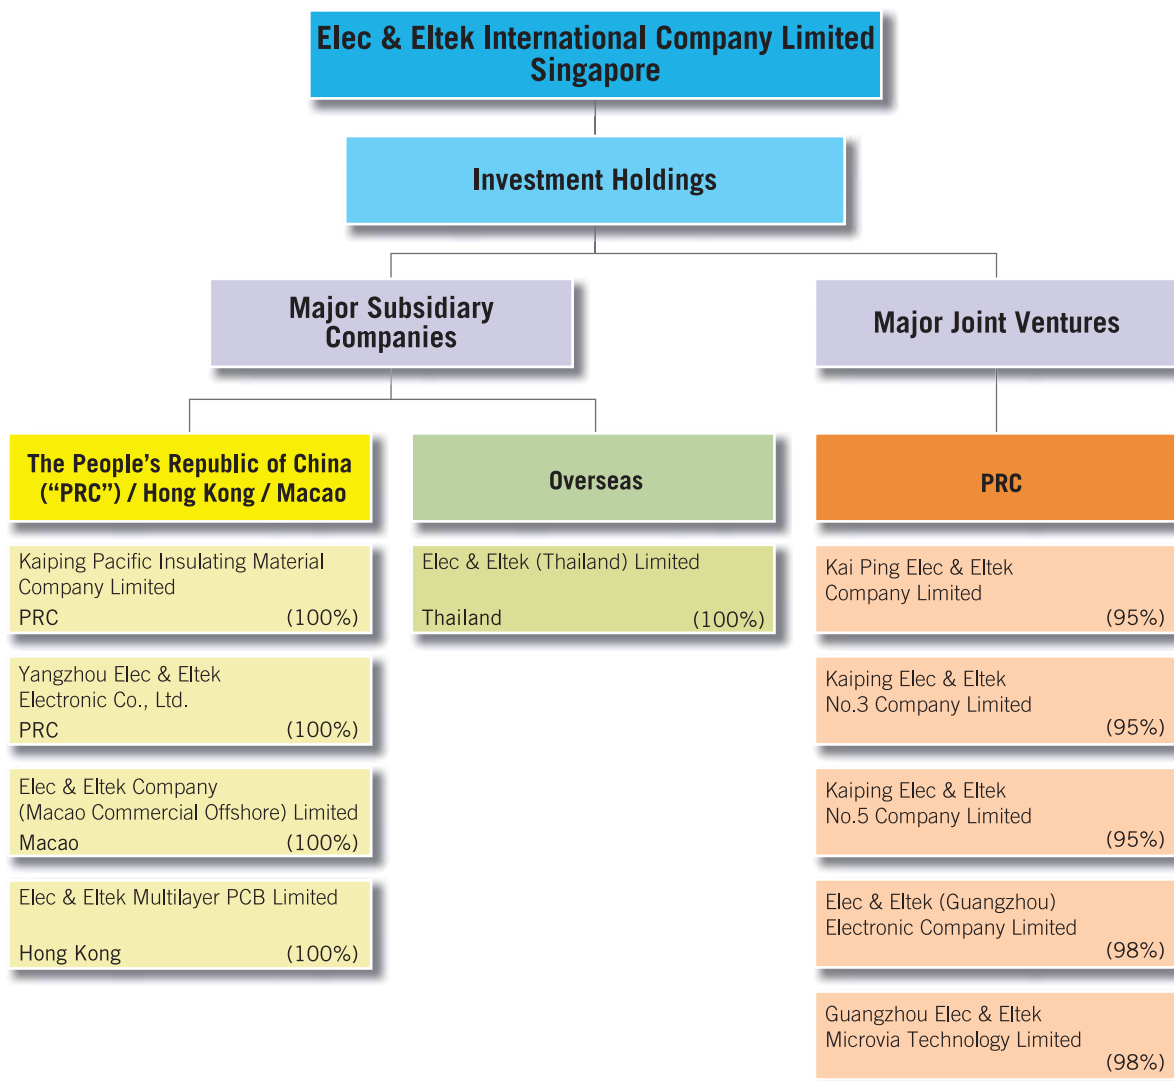 Elec & Eltek International Company Limited
Singapore
Investment Holdings
Major Subsidiary
Companies
Major Joint Ventures
The People's Republic of China
(“PRC”) / Hong Kong / Macao
Overseas
PRC
Kaiping Pacific Insulating Material
Company Limited
PRC (100%)
Yangzhou Elec & Eltek
Electronic Co., Ltd.
PRC (100%)
Elec & Eltek Company
(Macao Commercial Offshore) Limited
Macao (100%)
Elec & Eltek Multilayer PCB Limited
Hong Kong (100%)
Elec & Eltek (Thailand) Limited
Thailand (100%)
Kai Ping Elec & Eltek
Company Limited
(95%)
Kaiping Elec & Eltek
No.3 Company Limited
(95%)
Kaiping Elec & Eltek
No.5 Company Limited
(95%)
Elec & Eltek (Guangzhou)
Electronic Company Limited
(98%)
Guangzhou Elec & Eltek
Microvia Technology Limited
(98%)